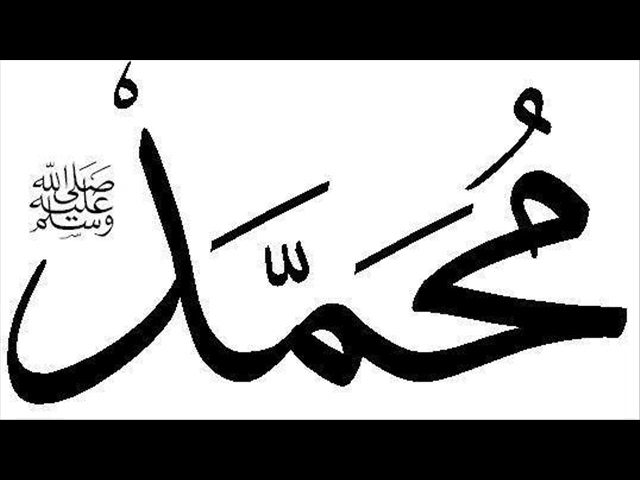 مُحَمَّدْ
صلى الله
عليه
وسلم